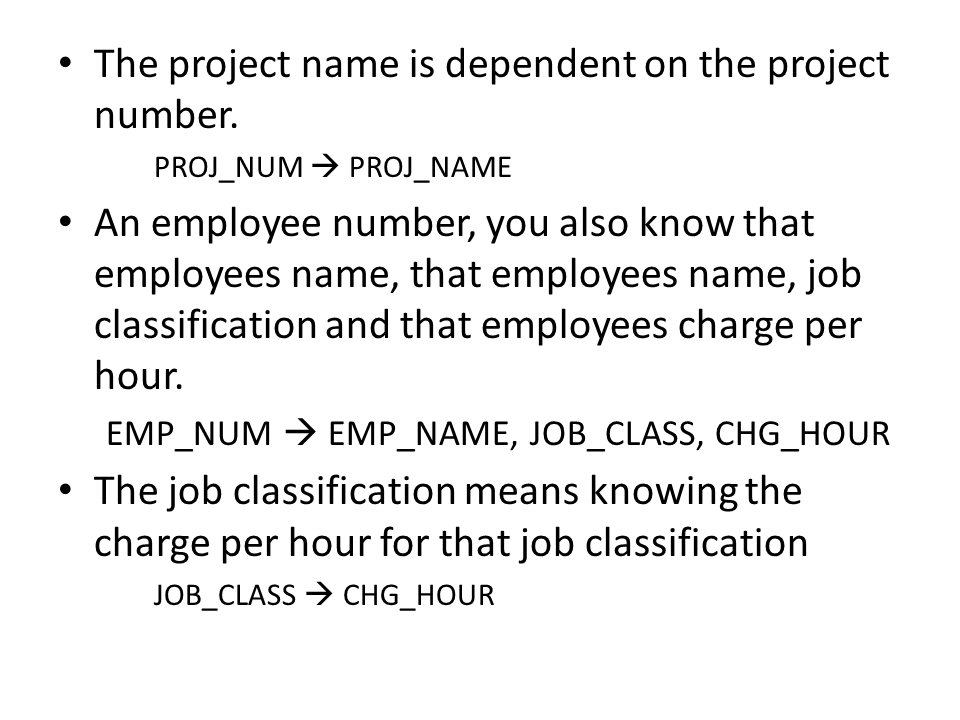 • The project name is dependent on the project
number.
PROJ_NUM → PROJ_NAME
• An employee number, you also know that
employees name, that employees name, job
classification and that employees charge per
hour.
EMP_NUM → EMP_NAME, JOB_CLASS, CHG_HOUR
• The job classification means knowing the
charge per hour for that job classification
JOB_CLASS → CHG_HOUR